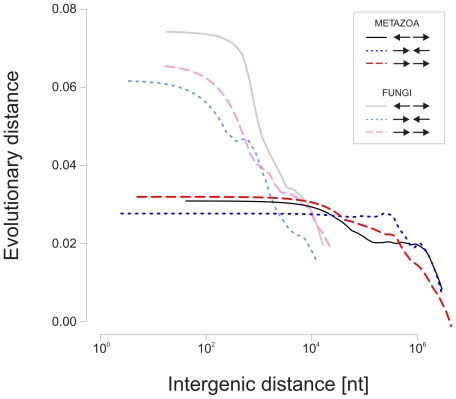 0.08
0.06
0.04
0.02
0.00
Evolutionary distance
10⁰
10²
10⁴
10⁶
Intergenic distance [nt]
METAZOA
FUNGI